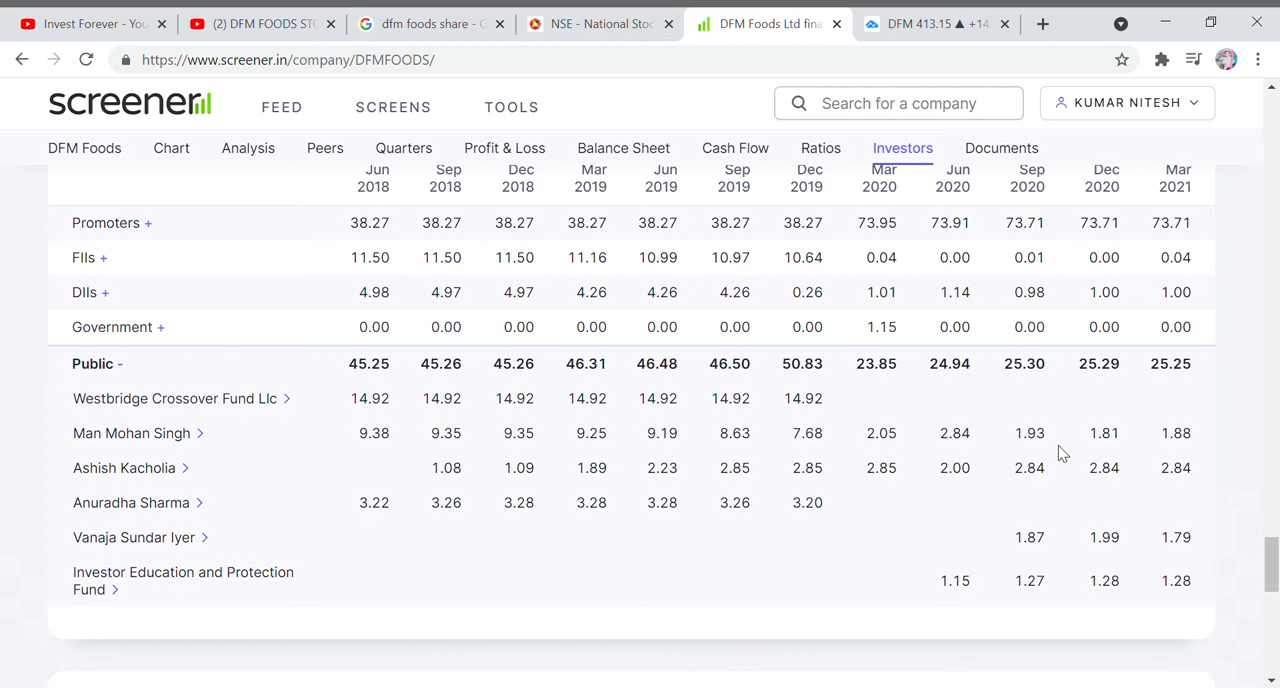 Invest Forever - You
(2) DFM FOODS STO
dfm foods share - G
NSE - National Stoc
DFM Foods Ltd fina
DFM 413.15 ▲ +14
https://www.screener.in/company/DFMFOODS/
screener
FEED SCREENS TOOLS
Search for a company
KUMAR NITESH
DFM Foods Chart Analysis Peers Quarters Profit & Loss Balance Sheet Cash Flow Ratios Investors Documents
Jun Sep Dec Mar Jun Sep Dec Mar Jun Sep Dec Mar
2018 2018 2018 2019 2019 2019 2019 2020 2020 2020 2020 2021
Promoters + 38.27 38.27 38.27 38.27 38.27 38.27 38.27 73.95 73.91 73.71 73.71 73.71
FIIs + 11.50 11.50 11.50 11.16 10.99 10.97 10.64 0.04 0.00 0.01 0.00 0.04
DIIs + 4.98 4.97 4.97 4.26 4.26 4.26 0.26 1.01 1.14 0.98 1.00 1.00
Government + 0.00 0.00 0.00 0.00 0.00 0.00 0.00 1.15 0.00 0.00 0.00 0.00
Public - 45.25 45.26 45.26 46.31 46.48 46.50 50.83 23.85 24.94 25.30 25.29 25.25
Westbridge Crossover Fund Llc > 14.92 14.92 14.92 14.92 14.92 14.92 14.92
Man Mohan Singh > 9.38 9.35 9.35 9.25 9.19 8.63 7.68 2.05 2.84 1.93 1.81 1.88
Ashish Kacholia > 1.08 1.09 1.89 2.23 2.85 2.85 2.85 2.00 2.84 2.84 2.84
Anuradha Sharma > 3.22 3.26 3.28 3.28 3.28 3.26 3.20
Vanaja Sundar Iyer > 1.87 1.99 1.79
Investor Education and Protection
Fund > 1.15 1.27 1.28 1.28